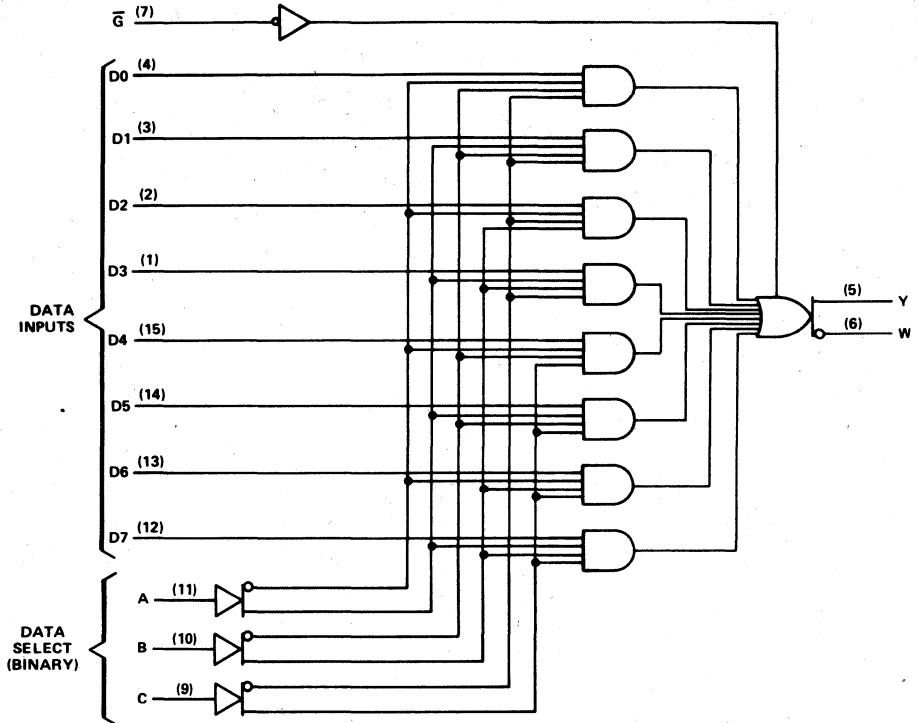 G̅ (7)
D0 (4)
D1 (3)
D2 (2)
D3 (1)
DATA
INPUTS
D4 (15)
D5 (14)
D6 (13)
D7 (12)
(5) Y
(6) W
DATA
SELECT
(BINARY)
A (11)
B (10)
C (9)